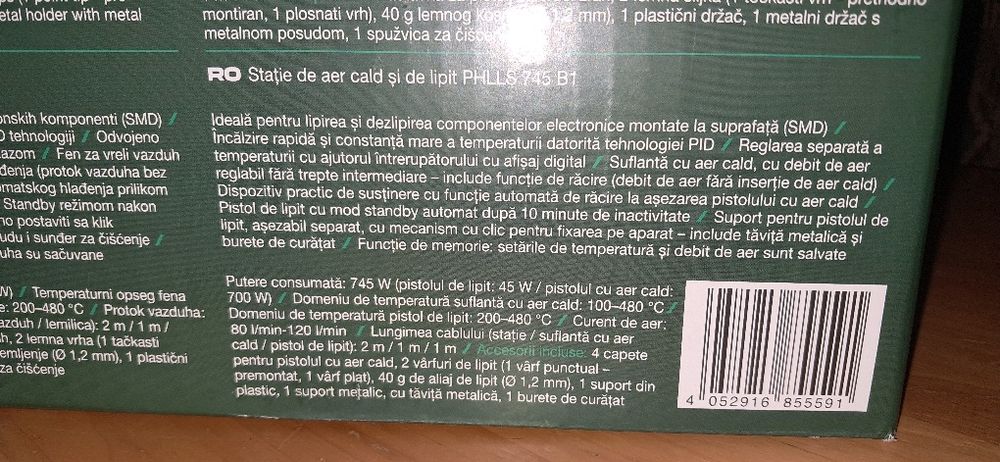 etal holder with metal
montiran, 1 plosnati vrh), 40 g lemnog 1,2 mm), 1 plastični držač, 1 metalni držač s
metalnom posudom, 1 spužvica za
RO Stație de aer cald și de lipit PHLLS 745 B1
onskih komponenti (SMD) /
tehnologiji / Odvojeno
azom / Fen za vreli vazduh
đenja (protok vazduha bez
omatskog hlađenja prilikom
Standby režimom nakon
no postaviti sa klik
udu i sunđer za čišćenje /
uha su sačuvane
Ideală pentru lipirea și dezlipirea componentelor electronice montate la suprafață (SMD) /
Încălzire rapidă și constanță mare a temperaturii datorită tehnologiei PID / Reglarea separată a
temperaturii cu ajutorul întrerupătorului cu afișaj digital / Suflantă cu aer cald, cu debit de aer
reglabil fără trepte intermediare – include funcție de răcire (debit de aer fără inserție de aer cald) /
Dispozitiv practic de susținere cu funcție automată de răcire la așezarea pistolului cu aer cald /
Pistol de lipit cu mod standby automat după 10 minute de inactivitate / Suport pentru pistolul de
lipit, așezabil separat, cu mecanism cu clic pentru fixarea pe aparat – include tăviță metalică și
burete de curățat / Funcție de memorie: setările de temperatură și debit de aer sunt salvate
W) / Temperaturni opseg fena
e: 200–480 °C / Protok vazduha:
azduh / lemilica): 2 m / 1 m /
h, 2 lemna vrha (1 tačkasti
emljenje (Ø 1,2 mm), 1 plastični
za čišćenje
Putere consumată: 745 W (pistolul de lipit: 45 W / pistolul cu aer cald:
700 W) / Domeniu de temperatură suflantă cu aer cald: 100–480 °C /
Domeniu de temperatură pistol de lipit: 200–480 °C / Curent de aer:
80 l/min-120 l/min / Lungimea cablului (stație / suflantă cu aer
cald / pistol de lipit): 2 m / 1 m / 1 m / Accesorii incluse: 4 capete
pentru pistolul cu aer cald, 2 vârfuri de lipit (1 vârf punctual –
premontat, 1 vârf plat), 40 g de aliaj de lipit (Ø 1,2 mm), 1 suport din
plastic, 1 suport metalic, cu tăviță metalică, 1 burete de curățat
4 052916 855591